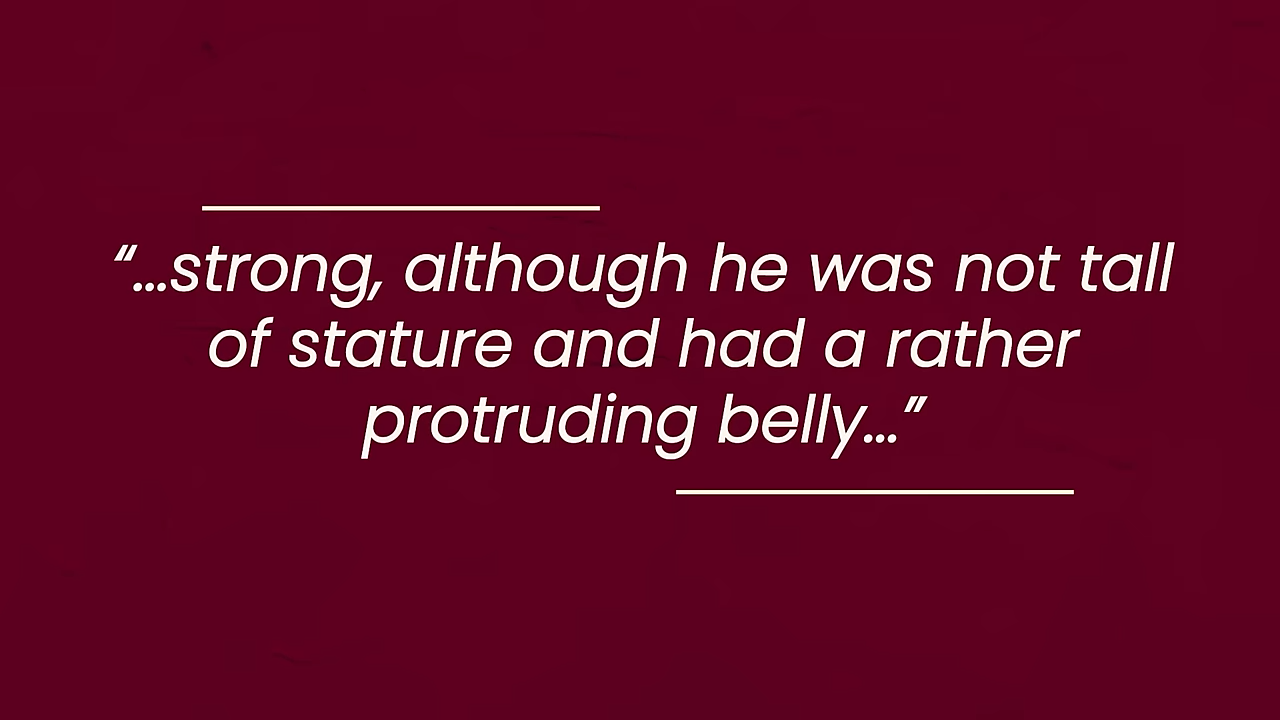 “...strong, although he was not tall
of stature and had a rather
protruding belly...”